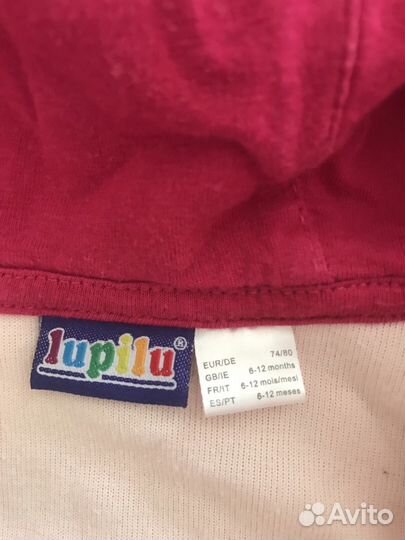 lupilu®
EUR/DE 74/80
GB/IE 6-12 months
FR/IT 6-12 mois/mesi
ES/PT 6-12 meses
Avito